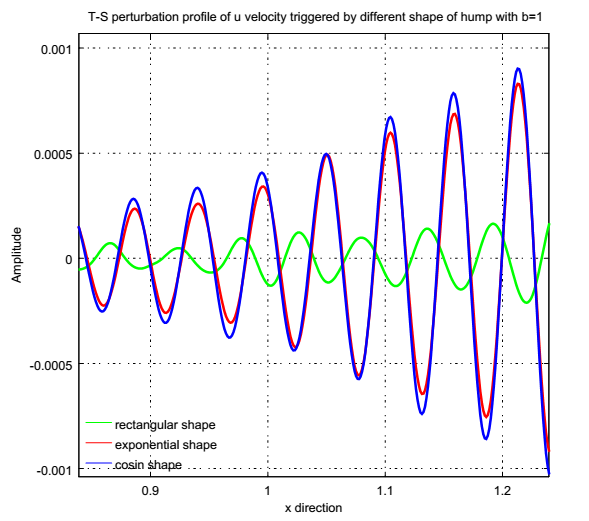 T-S perturbation profile of u velocity triggered by different shape of hump with b=1
0.001
0.0005
0
-0.0005
-0.001
Amplitude
rectangular shape
exponential shape
cosin shape
0.9 1 1.1 1.2
x direction